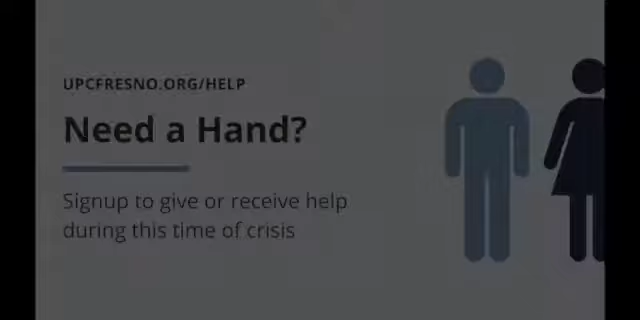 UPCFRESNO.ORG/HELP
Need a Hand?
Signup to give or receive help
during this time of crisis